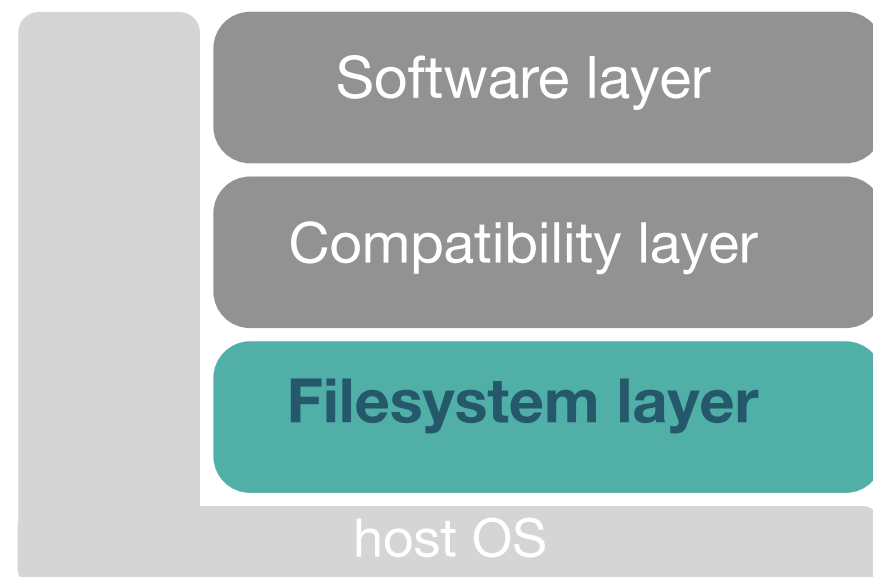 Software layer
Compatibility layer
Filesystem layer
host OS